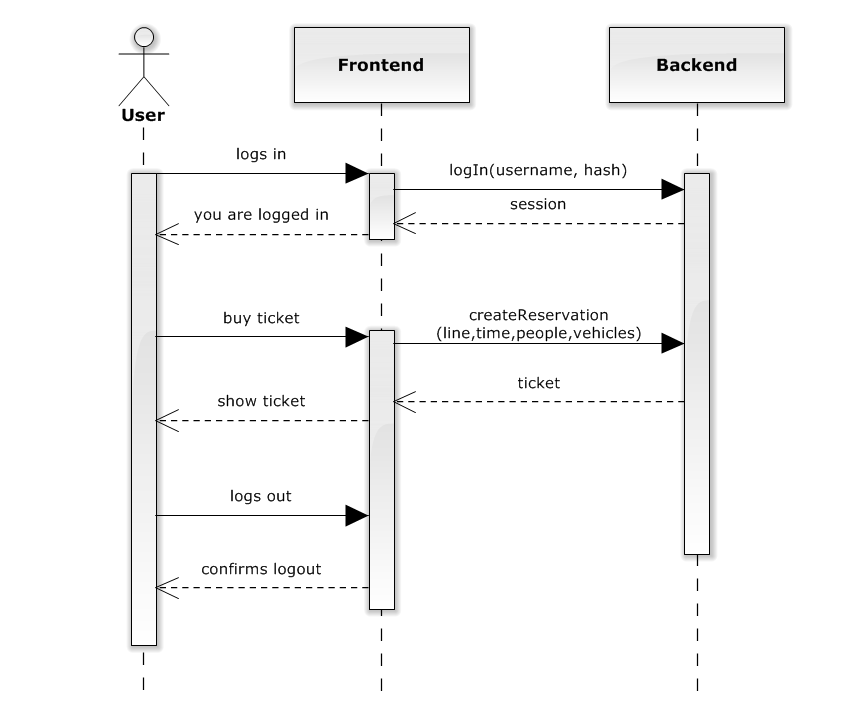 Frontend
Backend
User
logs in
logIn(username, hash)
session
you are logged in
createReservation
(line,time,people,vehicles)
buy ticket
ticket
show ticket
logs out
confirms logout